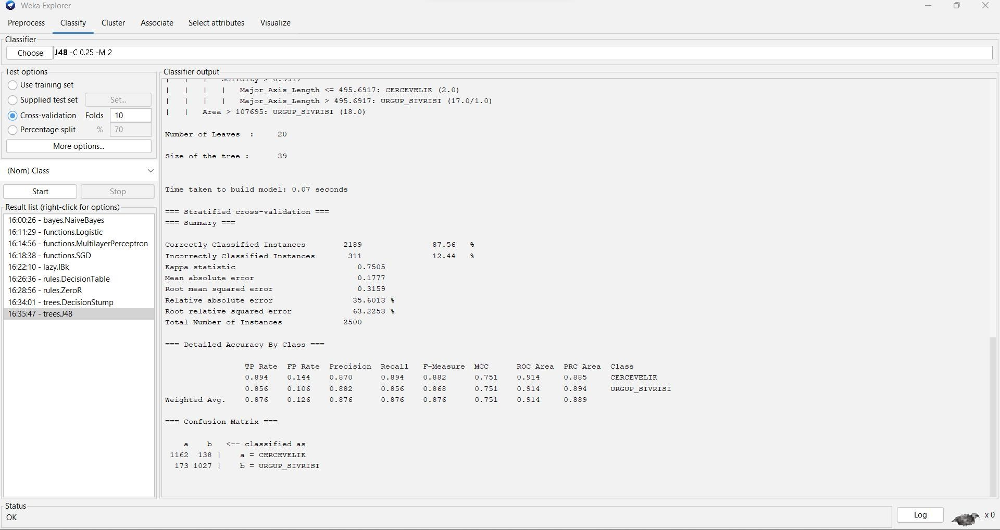 Weka Explorer
Preprocess Classify Cluster Associate Select attributes Visualize
Classifier
Choose J48 -C 0.25 -M 2
Test options
Use training set
Supplied test set Set...
Cross-validation Folds 10
Percentage split % 70
More options...
(Nom) Class
Start Stop
Result list (right-click for options)
16:00:26 - bayes.NaiveBayes
16:11:29 - functions.Logistic
16:14:56 - functions.MultilayerPerceptron
16:18:38 - functions.SGD
16:22:10 - lazy.IBk
16:26:36 - rules.DecisionTable
16:28:56 - rules.ZeroR
16:34:01 - trees.DecisionStump
16:35:47 - trees.J48
Classifier output
| | | Solidity > 0.9917
| | | | Major_Axis_Length <= 495.6917: CERCEVELIK (2.0)
| | | | Major_Axis_Length > 495.6917: URGUP_SIVRISI (17.0/1.0)
| | Area > 107695: URGUP_SIVRISI (18.0)
Number of Leaves : 20
Size of the tree : 39
Time taken to build model: 0.07 seconds
=== Stratified cross-validation ===
=== Summary ===
Correctly Classified Instances 2189 87.56 %
Incorrectly Classified Instances 311 12.44 %
Kappa statistic 0.7505
Mean absolute error 0.1777
Root mean squared error 0.3159
Relative absolute error 35.6013 %
Root relative squared error 63.2253 %
Total Number of Instances 2500
=== Detailed Accuracy By Class ===
TP Rate FP Rate Precision Recall F-Measure MCC ROC Area PRC Area Class
0.894 0.144 0.870 0.894 0.882 0.751 0.914 0.885 CERCEVELIK
0.856 0.106 0.882 0.856 0.868 0.751 0.914 0.894 URGUP_SIVRISI
Weighted Avg. 0.876 0.126 0.876 0.876 0.876 0.751 0.914 0.889
=== Confusion Matrix ===
a b <-- classified as
1162 138 | a = CERCEVELIK
173 1027 | b = URGUP_SIVRISI
Status
OK
Log x 0